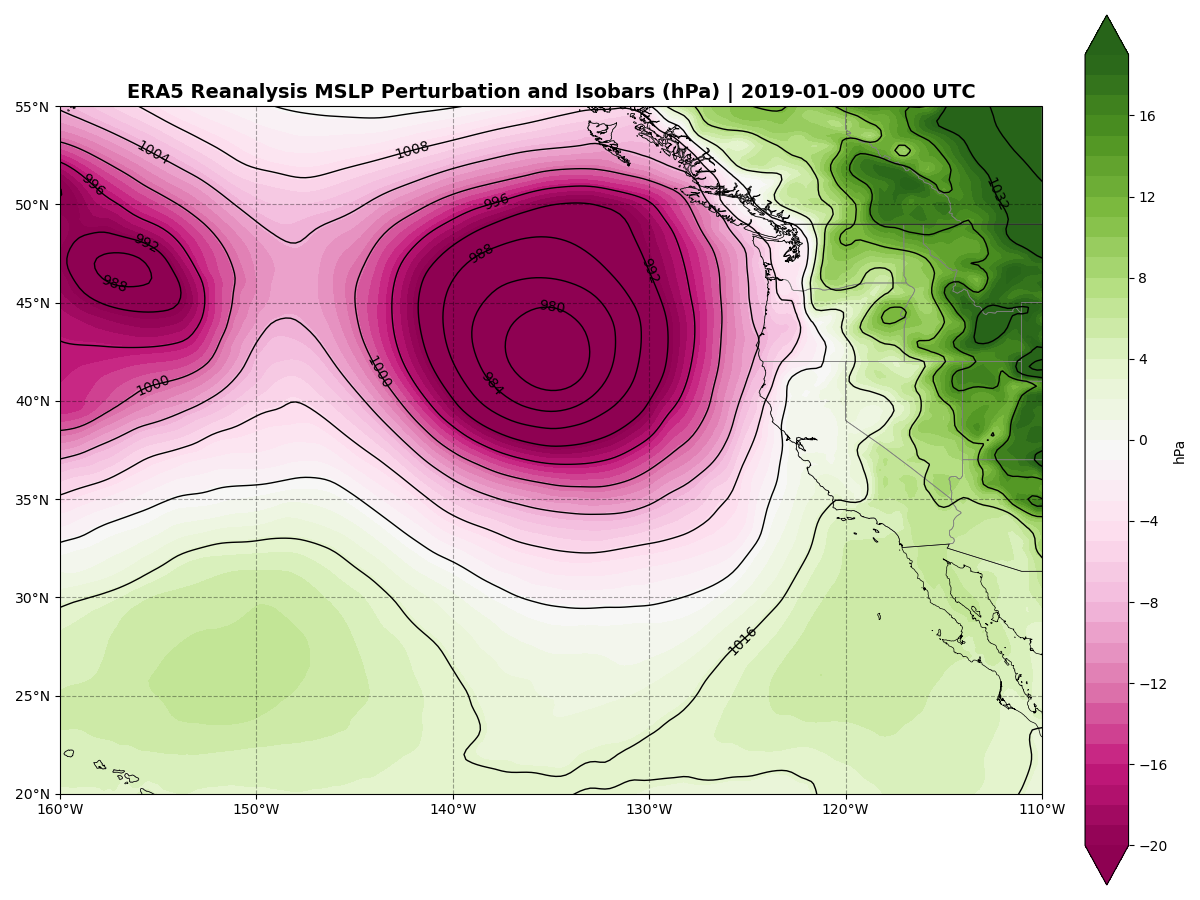 ERA5 Reanalysis MSLP Perturbation and Isobars (hPa) | 2019-01-09 0000 UTC
55°N
50°N
45°N
40°N
35°N
30°N
25°N
20°N
160°W 150°W 140°W 130°W 120°W 110°W
1004
1008
996
996
992
988
988
992
980
984
1000
1000
1032
1016
16
12
8
4
0
−4
−8
−12
−16
−20
hPa